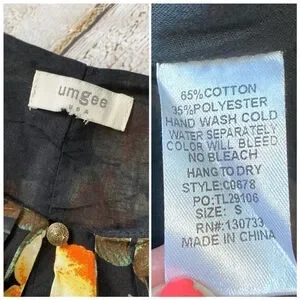 umgee
USA
65%COTTON
35%POLYESTER
HAND WASH COLD
WATER SEPARATELY
COLOR WILL BLEED
NO BLEACH
HANG TO DRY
STYLE:C0678
PO:TL29106
SIZE: S
RN#:130733
MADE IN CHINA